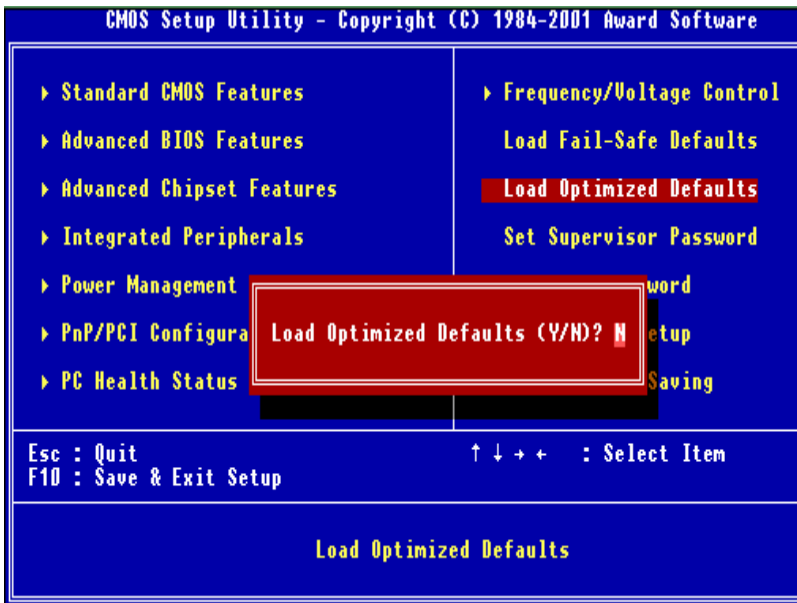 CMOS Setup Utility - Copyright (C) 1984-2001 Award Software
Standard CMOS Features
Advanced BIOS Features
Advanced Chipset Features
Integrated Peripherals
Power Management
PnP/PCI Configura
PC Health Status
Frequency/Voltage Control
Load Fail-Safe Defaults
Load Optimized Defaults
Set Supervisor Password
word
etup
Saving
Load Optimized Defaults (Y/N)? N
Esc : Quit
F10 : Save & Exit Setup
↑ ↓ → ← : Select Item
Load Optimized Defaults